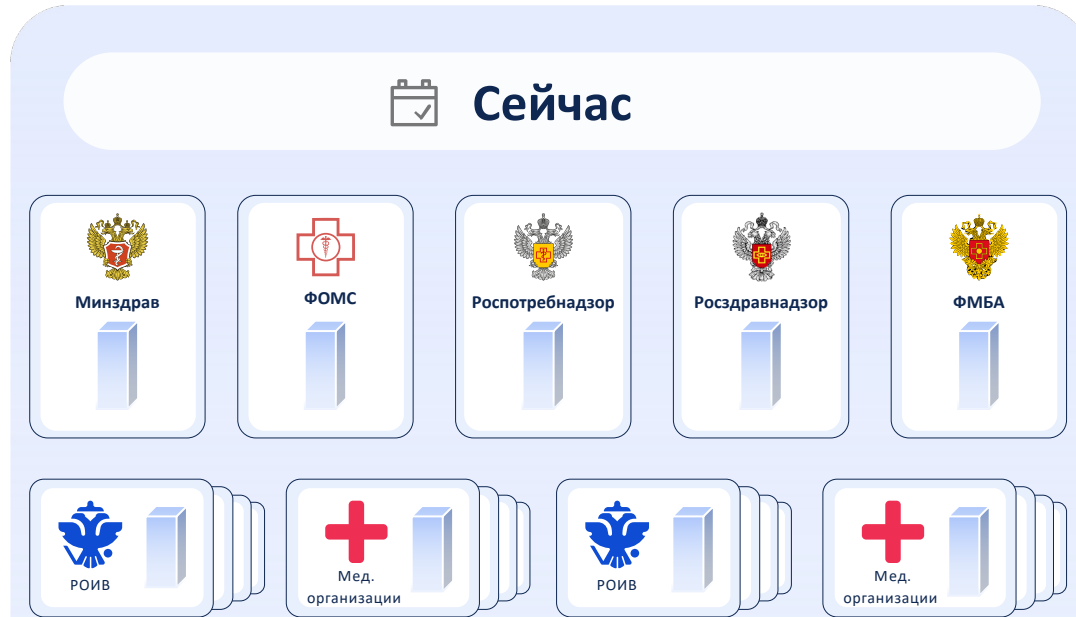 Сейчас
Минздрав
ФОМС
Роспотребнадзор
Росздравнадзор
ФМБА
РОИВ
Мед.
организации
РОИВ
Мед.
организации